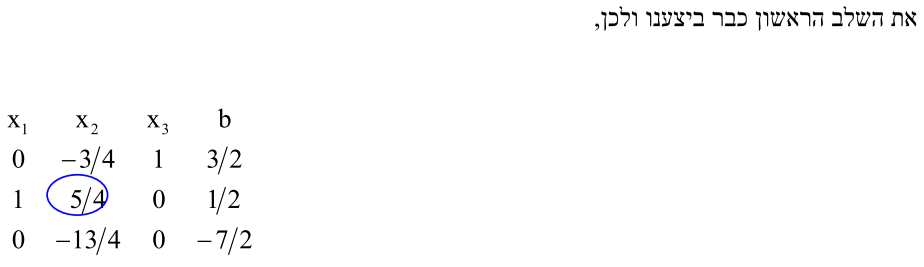 את השלב הראשון כבר ביצענו ולכן,
x₁ x₂ x₃ b
0 −3/4 1 3/2
1 5/4 0 1/2
0 −13/4 0 −7/2